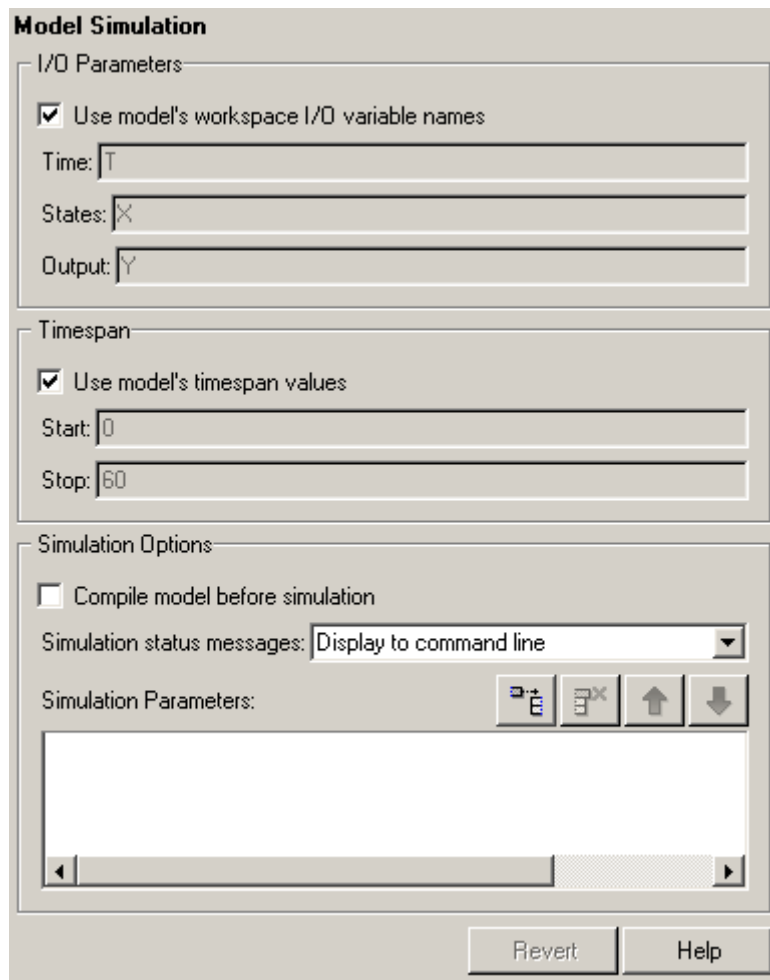 Model Simulation
I/O Parameters
Use model's workspace I/O variable names
Time: T
States: X
Output: Y
Timespan
Use model's timespan values
Start: 0
Stop: 60
Simulation Options
Compile model before simulation
Simulation status messages: Display to command line
Simulation Parameters:
Revert Help